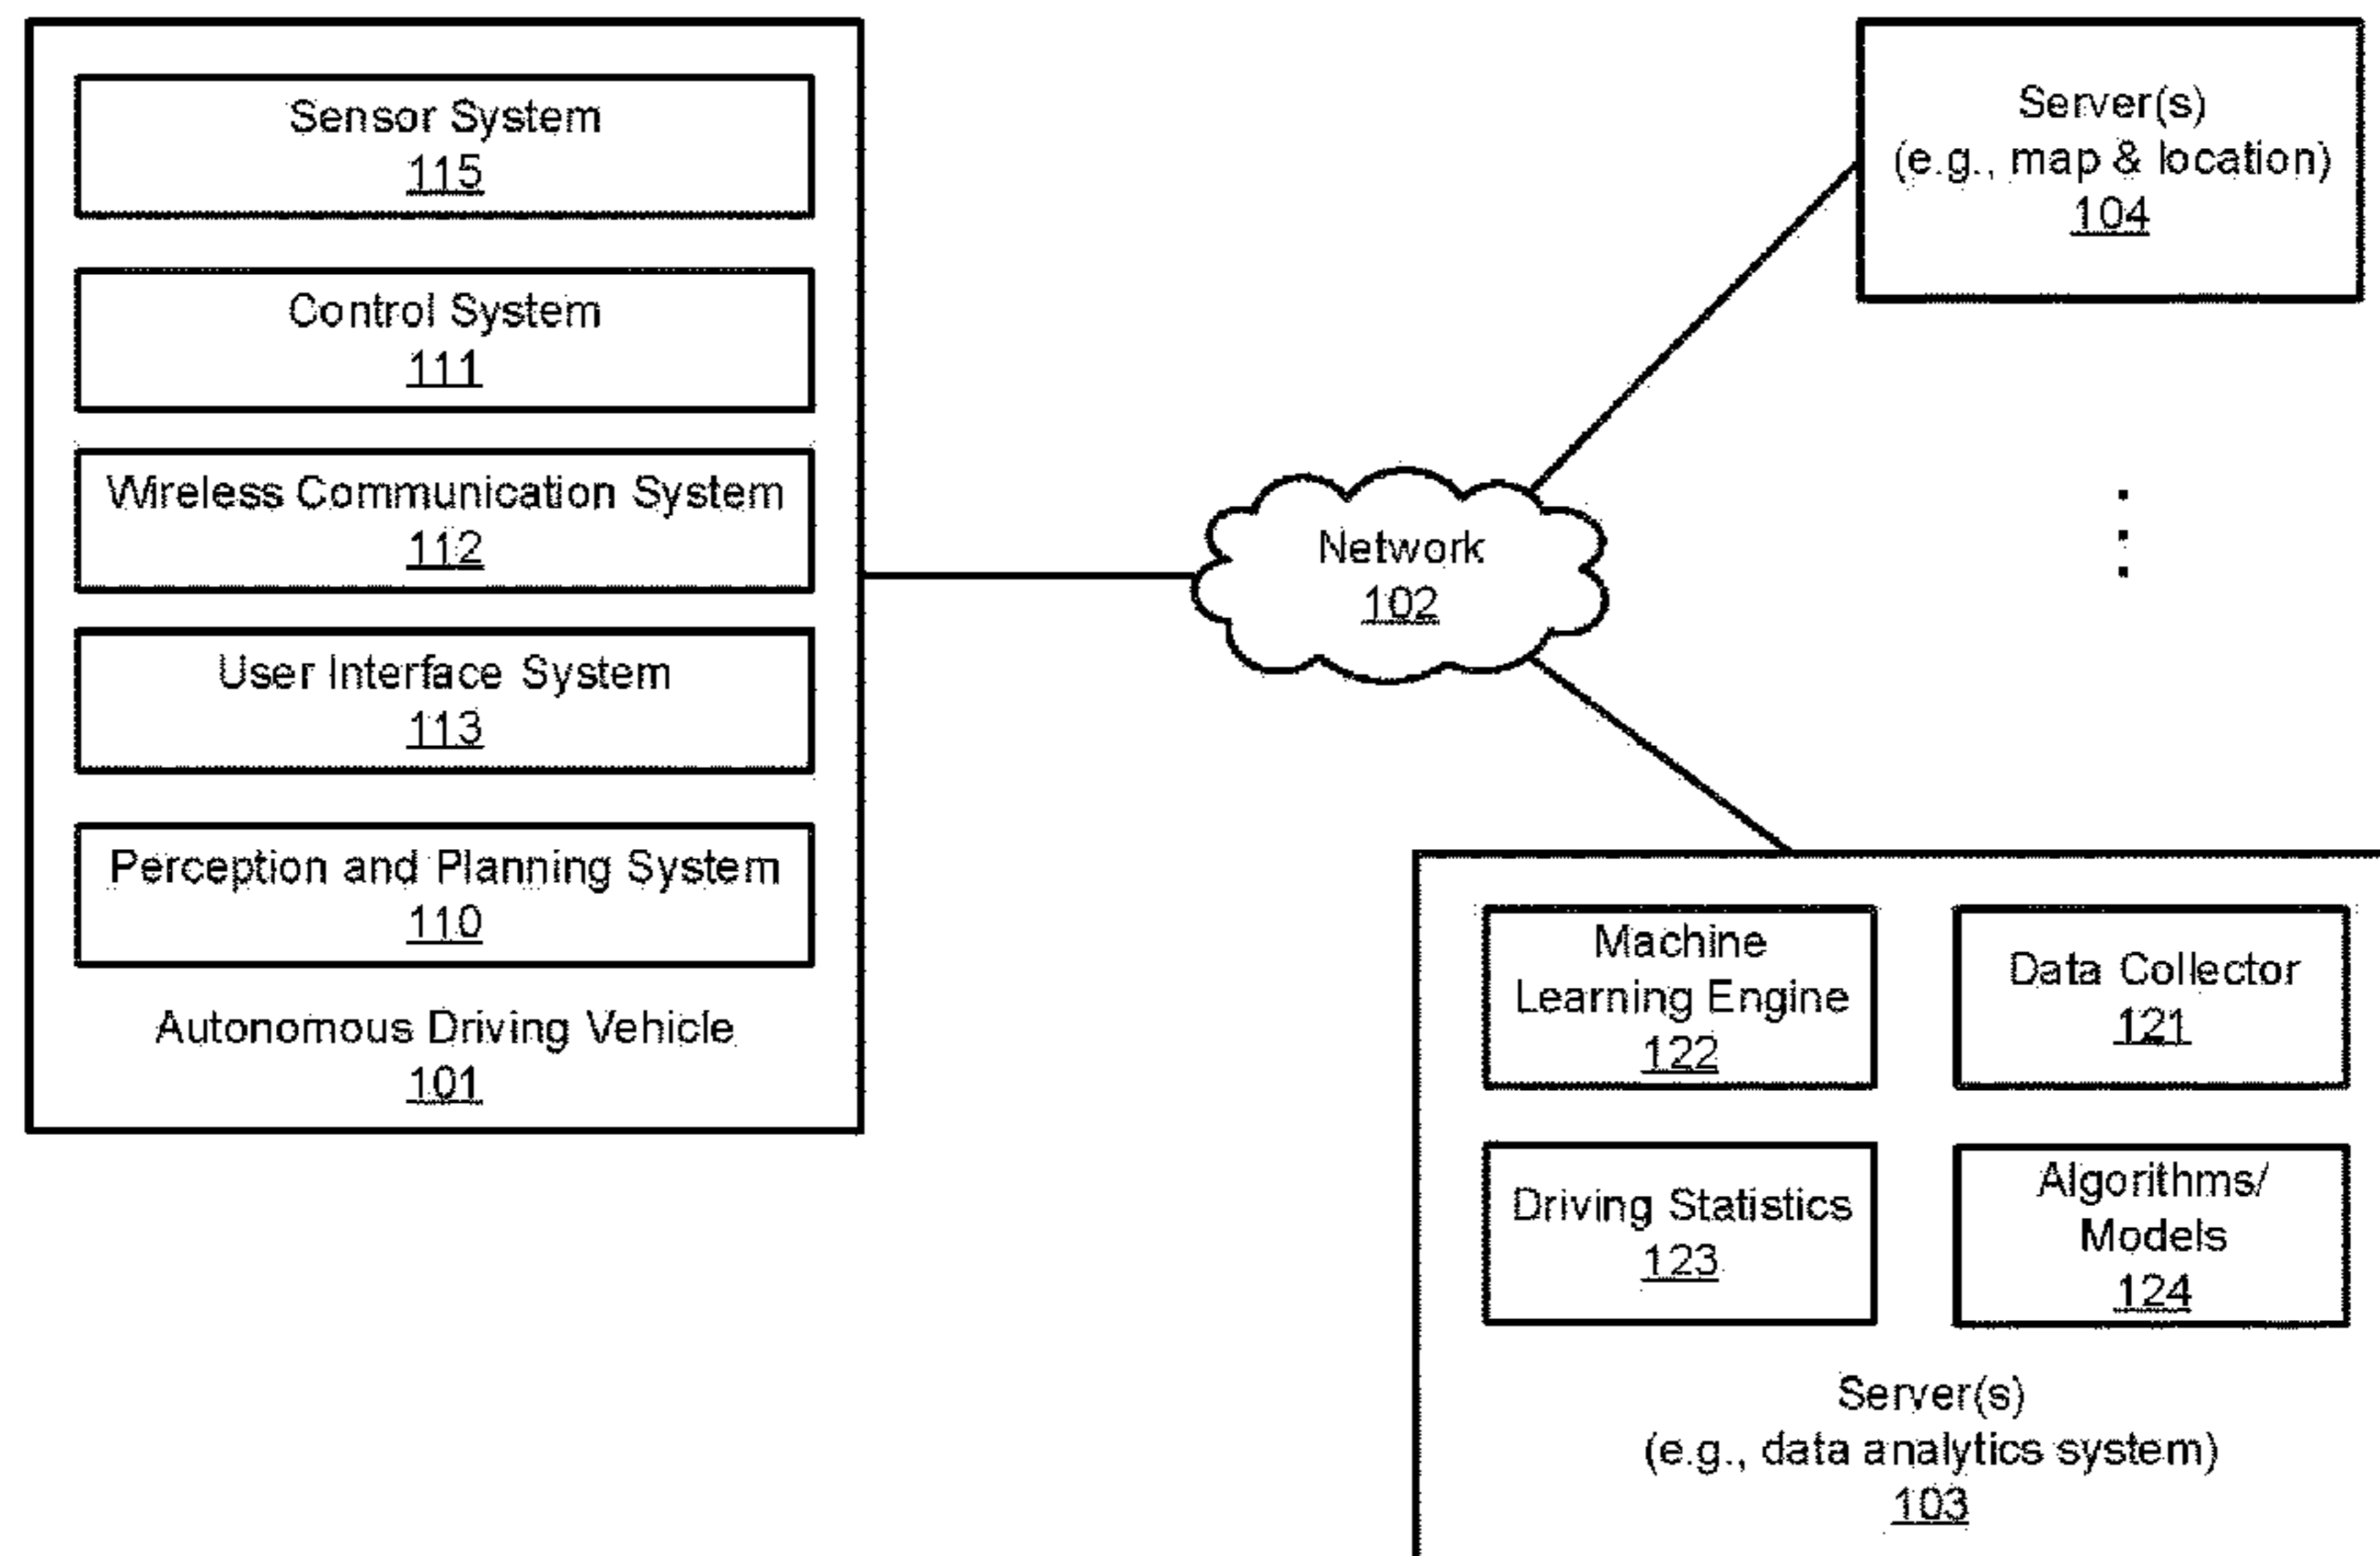 Sensor System
115
Control System
111
Wireless Communication System
112
User Interface System
113
Perception and Planning System
110
Autonomous Driving Vehicle
101
Network
102
Server(s)
(e.g., map & location)
104
Machine
Learning Engine
122
Data Collector
121
Driving Statistics
123
Algorithms/
Models
124
Server(s)
(e.g., data analytics system)
103